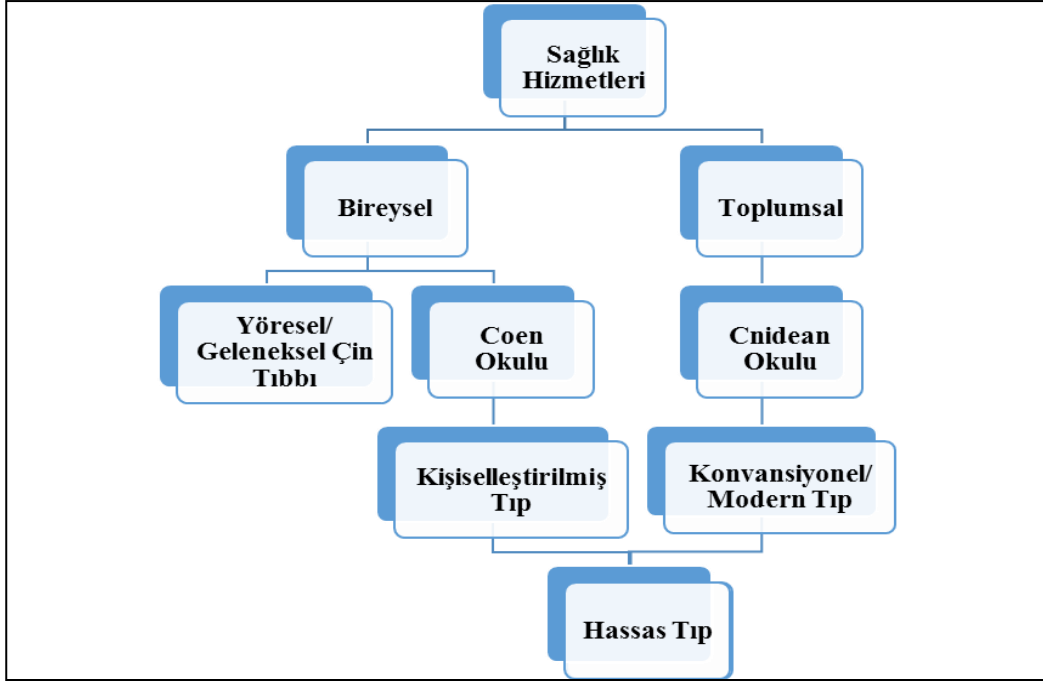 Sağlık
Hizmetleri
Bireysel
Toplumsal
Yöresel/
Geleneksel Çin
Tıbbı
Coen
Okulu
Cnidean
Okulu
Kişiselleştirilmiş
Tıp
Konvansiyonel/
Modern Tıp
Hassas Tıp